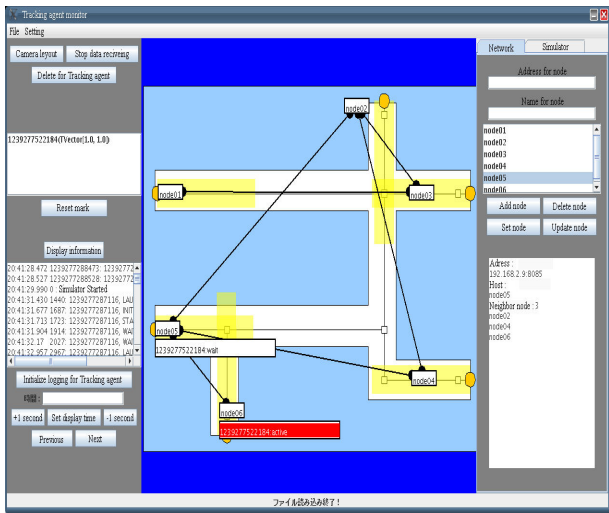 Tracking agent monitor
File Setting
Camera leyout Stop data reciveing
Delete for Tracking agent
1239277522184(TVector[1.0, 1.0])
Reset mark
Display information
20:41:28.472 1239277288473: 1239277
20:41:28.527 1239277288528: 123927
20:41:29.990 0 : Simulator Started
20:41:31.430 1440: 1239277287116, LAU
20:41:31.677 1687: 1239277287116, INIT
20:41:31.713 1723: 1239277287116, STA
20:41:31.904 1914: 1239277287116, WAI
20:41:32.17 2027: 1239277287116, WAI
20:41:32.957 2967: 1239277287116, LAU
Initialize logging for Tracking agent
時間 :
+1 second Set display time -1 second
Previous Next
node02
node01
node03
node05
1239277522184:wait
node04
node06
1239277522184:active
Network Simulator
Address for node
Name for node
node01
node02
node03
node04
node05
node06
Add node Delete node
Set node Update node
Adress :
192.168.2.9:8085
Host :
node05
Neighbor node : 3
node02
node04
node06
ファイル読み込み終了！